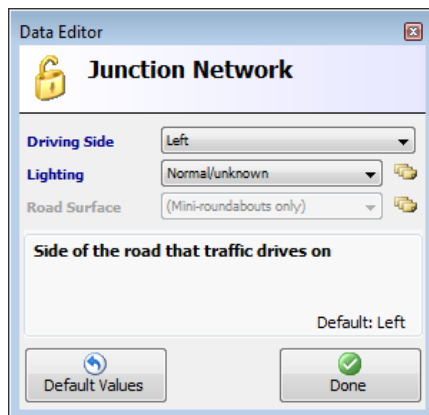 Data Editor
Junction Network
Driving Side Left
Lighting Normal/unknown
Road Surface (Mini-roundabouts only)
Side of the road that traffic drives on
Default: Left
Default Values Done